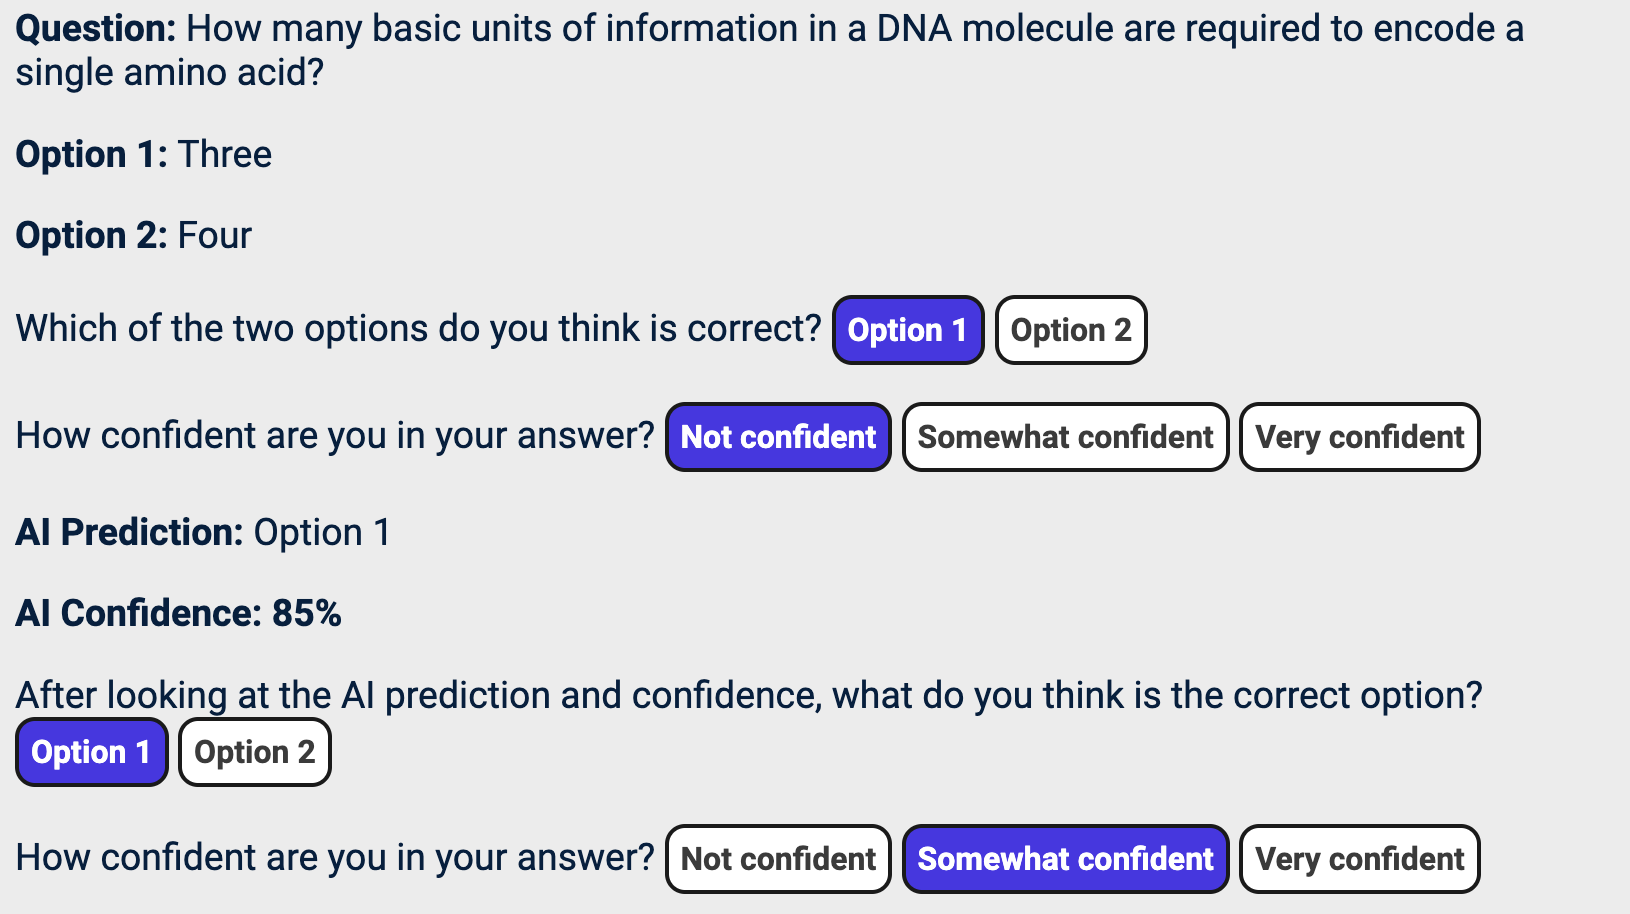 Question: How many basic units of information in a DNA molecule are required to encode a
single amino acid?
Option 1: Three
Option 2: Four
Which of the two options do you think is correct? Option 1 Option 2
How confident are you in your answer? Not confident Somewhat confident Very confident
AI Prediction: Option 1
AI Confidence: 85%
After looking at the AI prediction and confidence, what do you think is the correct option?
Option 1 Option 2
How confident are you in your answer? Not confident Somewhat confident Very confident